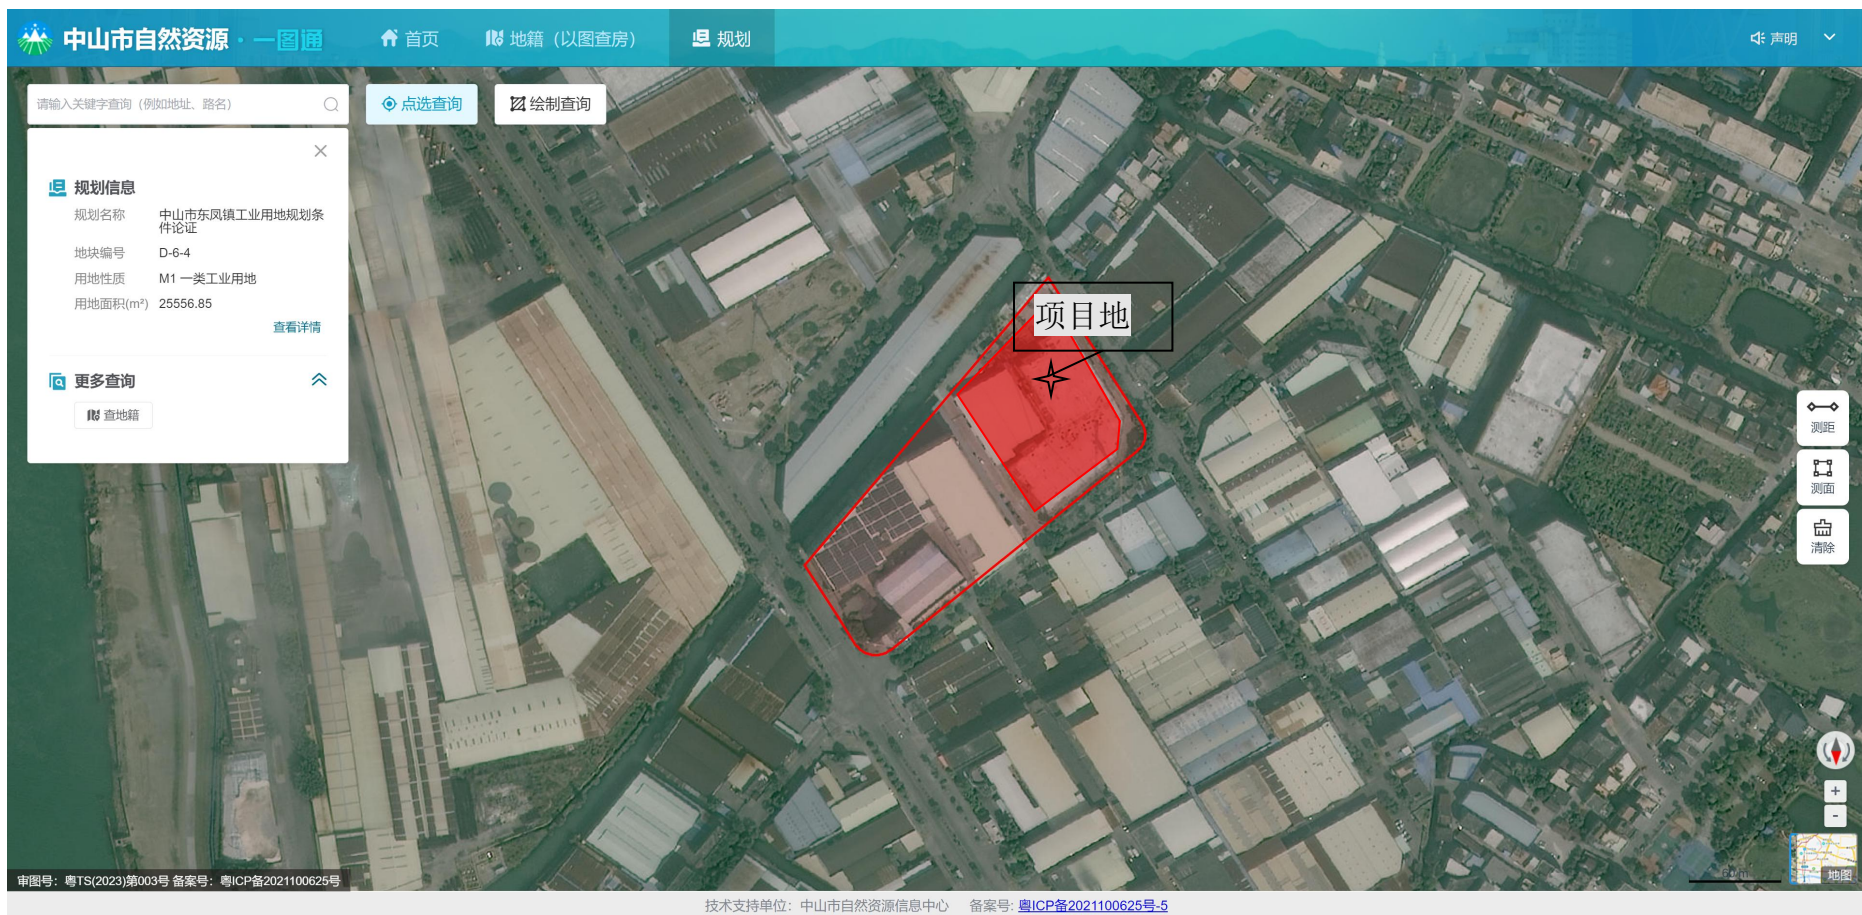 中山市自然资源·一图通
首页
地籍（以图查房）
规划
声明
请输入关键字查询（例如地址、路名）
点选查询
绘制查询
规划信息
规划名称 中山市东凤镇工业用地规划条
件论证
地块编号 D-6-4
用地性质 M1 一类工业用地
用地面积(m²) 25556.85
查看详情
更多查询
查地籍
项目地
测距
测面
清除
+
-
60 m
地图
审图号：粤TS(2023)第003号 备案号：粤ICP备2021100625号
技术支持单位：中山市自然资源信息中心 备案号: 粤ICP备2021100625号-5